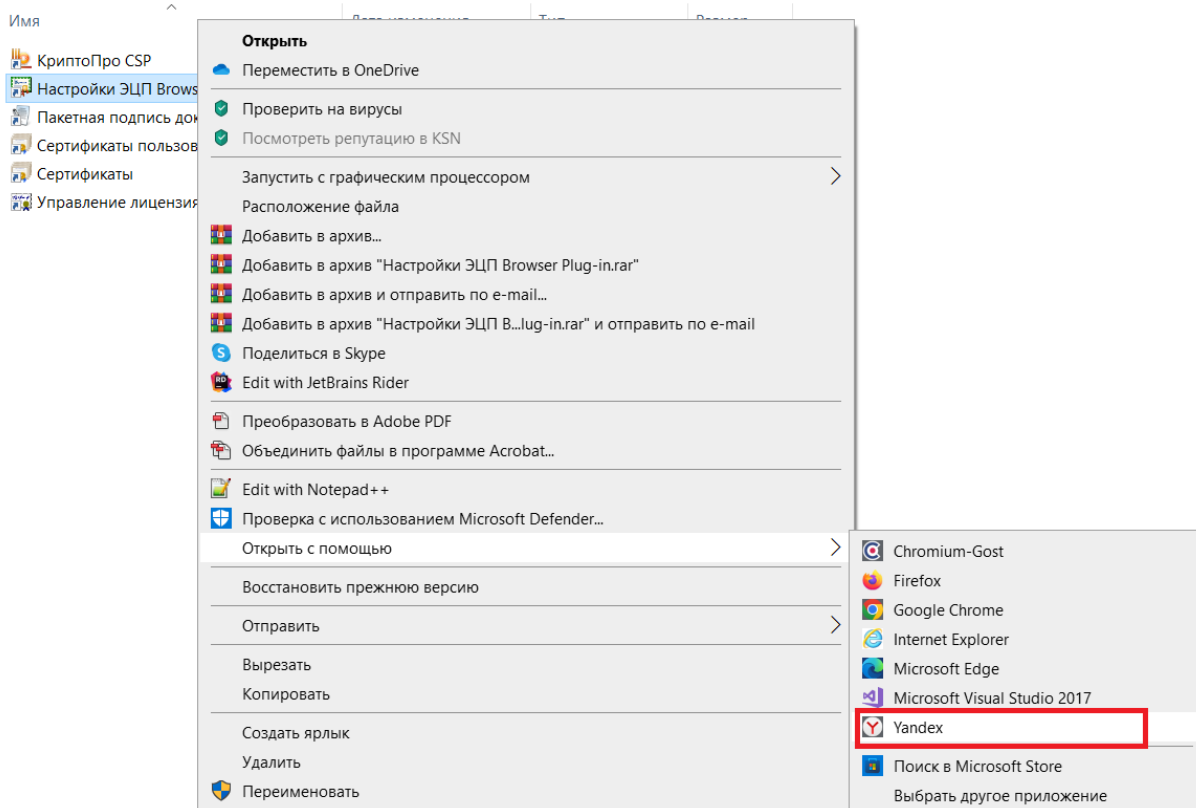 Имя
КриптоПро CSP
Настройки ЭЦП Brows
Пакетная подпись док
Сертификаты пользов
Сертификаты
Управление лицензия
Открыть
Переместить в OneDrive
Проверить на вирусы
Посмотреть репутацию в KSN
Запустить с графическим процессором
Расположение файла
Добавить в архив...
Добавить в архив "Настройки ЭЦП Browser Plug-in.rar"
Добавить в архив и отправить по e-mail...
Добавить в архив "Настройки ЭЦП B...lug-in.rar" и отправить по e-mail
Поделиться в Skype
Edit with JetBrains Rider
Преобразовать в Adobe PDF
Объединить файлы в программе Acrobat...
Edit with Notepad++
Проверка с использованием Microsoft Defender...
Открыть с помощью
Восстановить прежнюю версию
Отправить
Вырезать
Копировать
Создать ярлык
Удалить
Переименовать
Chromium-Gost
Firefox
Google Chrome
Internet Explorer
Microsoft Edge
Microsoft Visual Studio 2017
Yandex
Поиск в Microsoft Store
Выбрать другое приложение